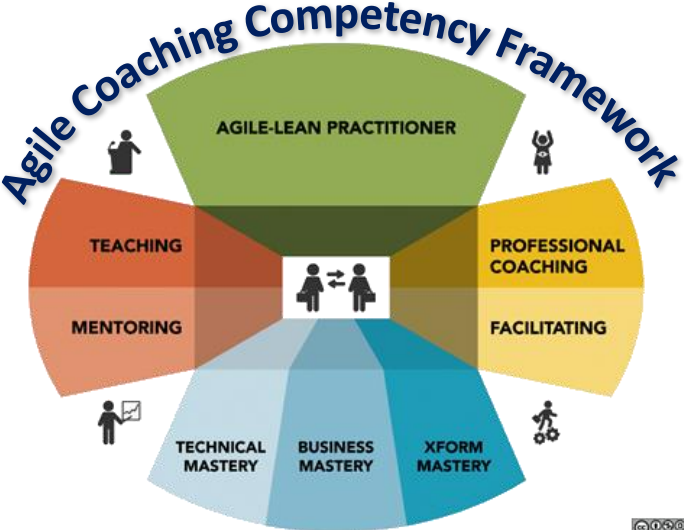 Agile Coaching Competency Framework
AGILE-LEAN PRACTITIONER
TEACHING
PROFESSIONAL
COACHING
MENTORING
FACILITATING
TECHNICAL
MASTERY
BUSINESS
MASTERY
XFORM
MASTERY